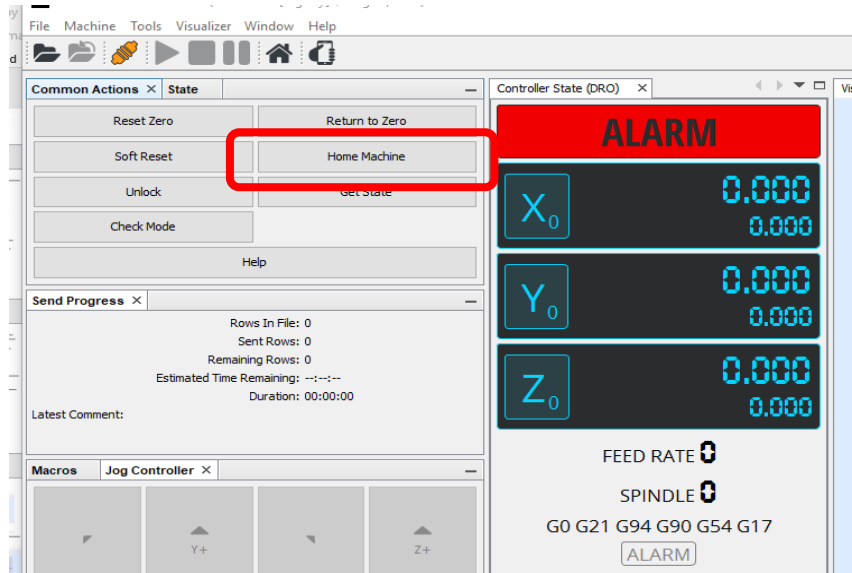 File Machine Tools Visualizer Window Help
Common Actions × State
Reset Zero
Return to Zero
Soft Reset
Home Machine
Unlock
Get State
Check Mode
Help
Send Progress ×
Rows In File: 0
Sent Rows: 0
Remaining Rows: 0
Estimated Time Remaining: --:--:--
Duration: 00:00:00
Latest Comment:
Macros Jog Controller ×
Y+
Z+
Controller State (DRO) ×
ALARM
X0 0.000
0.000
Y0 0.000
0.000
Z0 0.000
0.000
FEED RATE 0
SPINDLE 0
G0 G21 G94 G90 G54 G17
ALARM